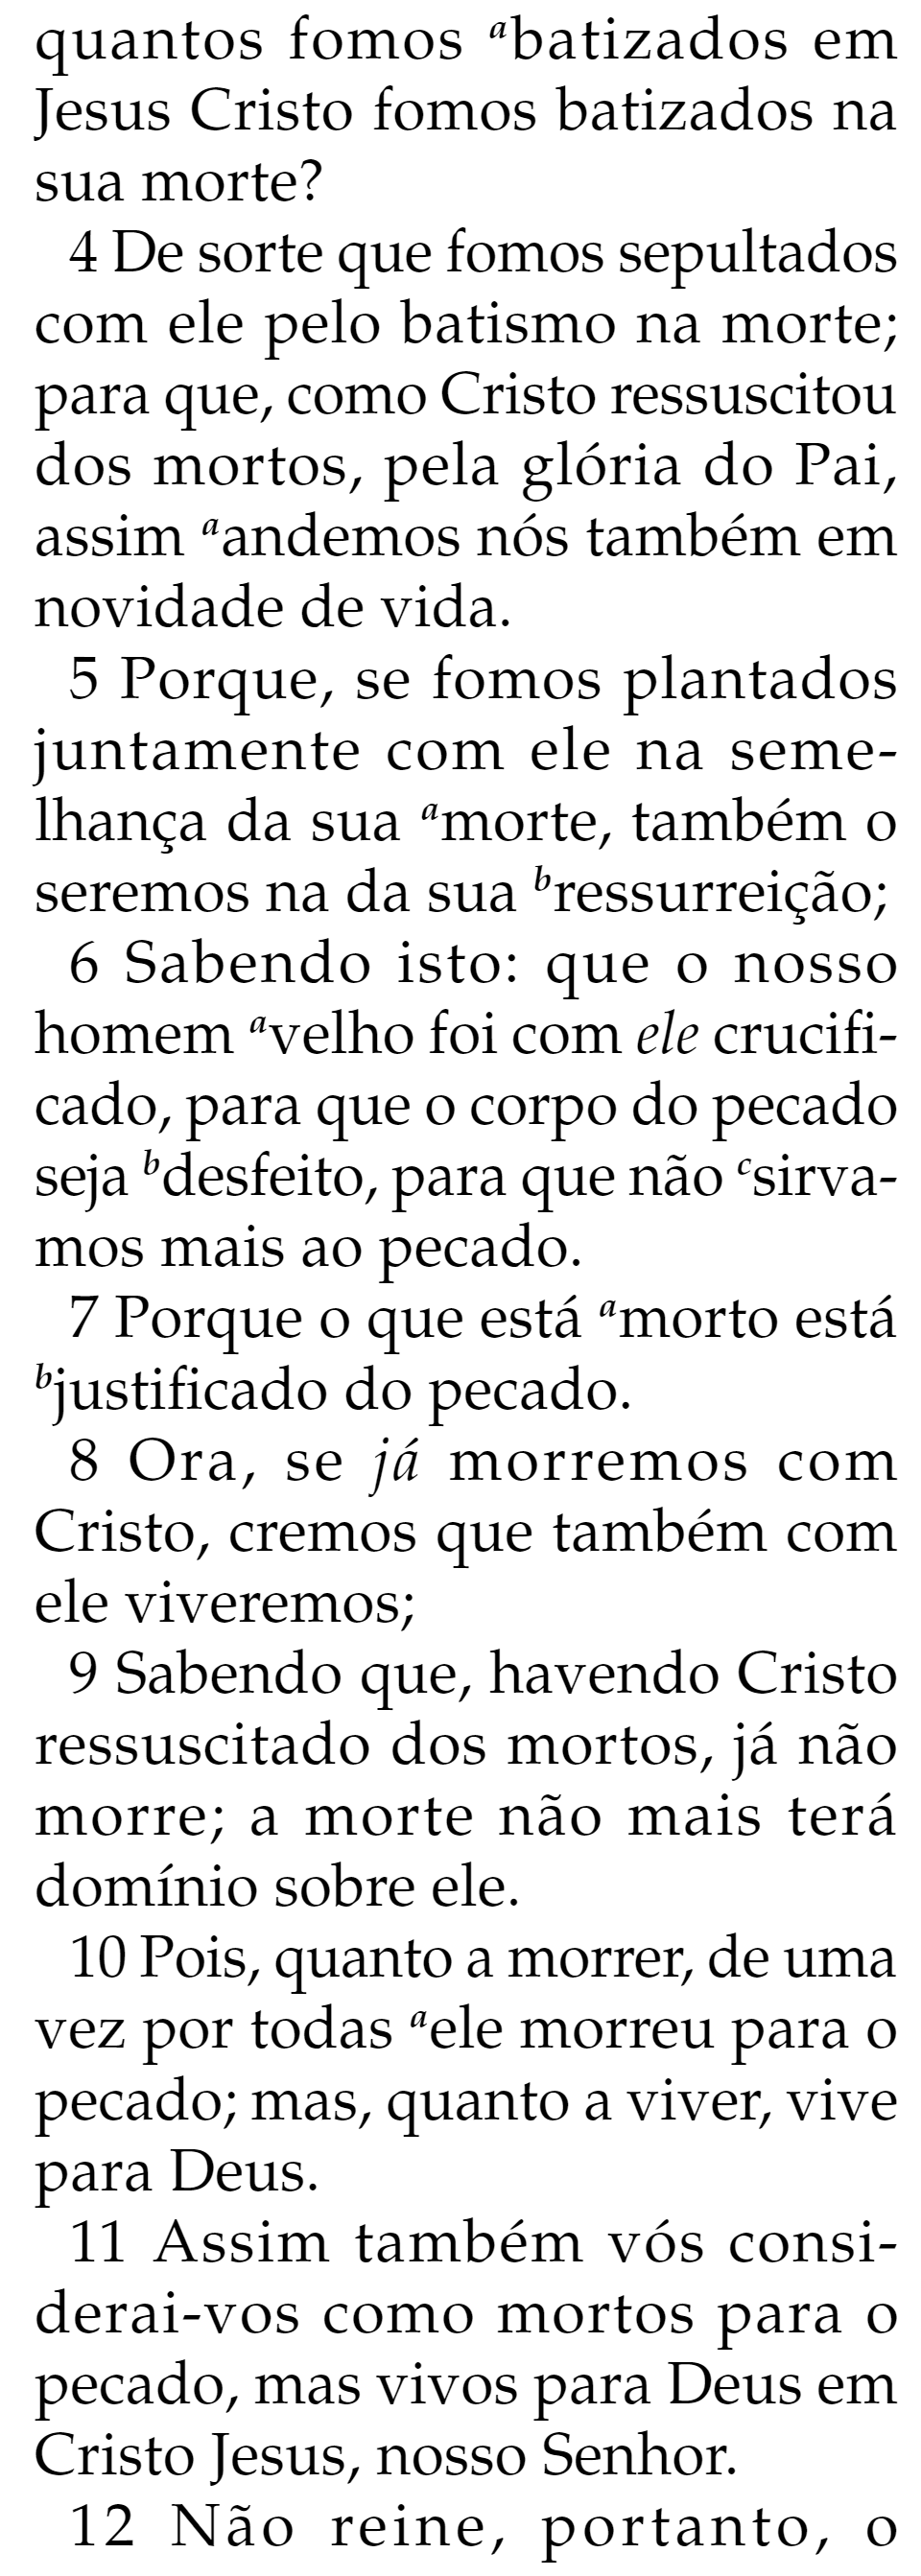 quantos fomos ᵃbatizados em
Jesus Cristo fomos batizados na
sua morte?
4 De sorte que fomos sepultados
com ele pelo batismo na morte;
para que, como Cristo ressuscitou
dos mortos, pela glória do Pai,
assim ᵃandemos nós também em
novidade de vida.
5 Porque, se fomos plantados
juntamente com ele na seme-
lhança da sua ᵃmorte, também o
seremos na da sua ᵇressurreição;
6 Sabendo isto: que o nosso
homem ᵃvelho foi com ele crucifi-
cado, para que o corpo do pecado
seja ᵇdesfeito, para que não ᶜsirva-
mos mais ao pecado.
7 Porque o que está ᵃmorto está
ᵇjustificado do pecado.
8 Ora, se já morremos com
Cristo, cremos que também com
ele viveremos;
9 Sabendo que, havendo Cristo
ressuscitado dos mortos, já não
morre; a morte não mais terá
domínio sobre ele.
10 Pois, quanto a morrer, de uma
vez por todas ᵃele morreu para o
pecado; mas, quanto a viver, vive
para Deus.
11 Assim também vós consi-
derai-vos como mortos para o
pecado, mas vivos para Deus em
Cristo Jesus, nosso Senhor.
12 Não reine, portanto, o